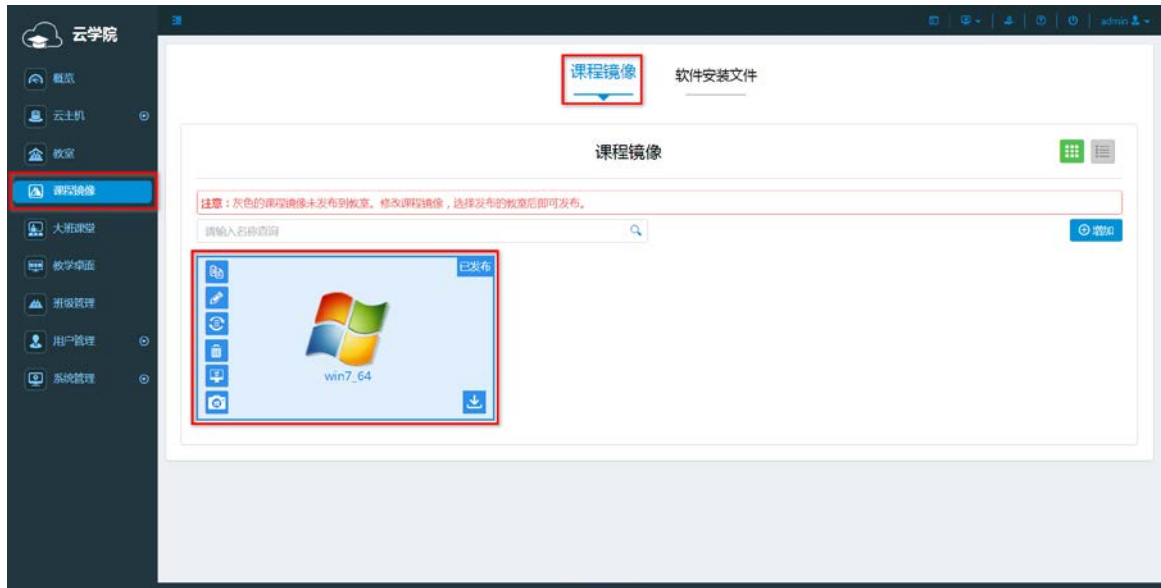 云学院
admin
概览
云主机
教室
课程镜像
大班课堂
教学桌面
班级管理
用户管理
系统管理
课程镜像
软件安装文件
课程镜像
注意：灰色的课程镜像未发布到教室。修改课程镜像，选择发布的教室后即可发布。
请输入名称查询
增加
已发布
win7_64